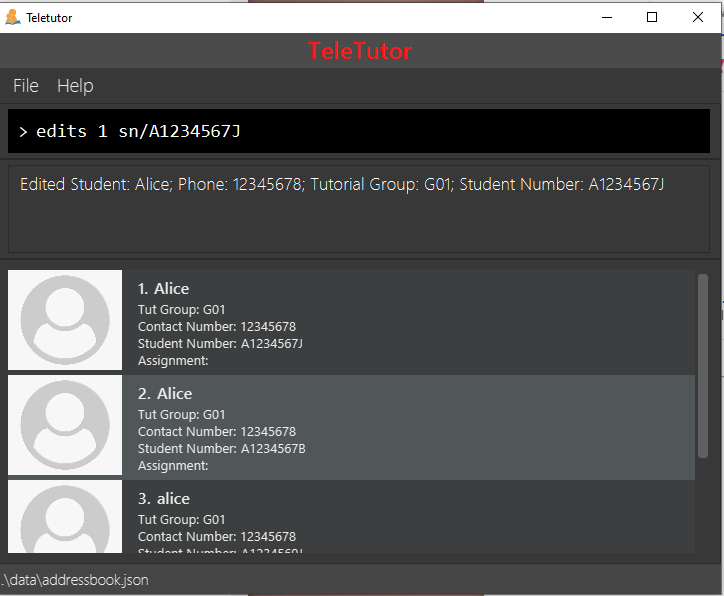 Teletutor
TeleTutor
File Help
> edits 1 sn/A1234567J
Edited Student: Alice; Phone: 12345678; Tutorial Group: G01; Student Number: A1234567J
1. Alice
Tut Group: G01
Contact Number: 12345678
Student Number: A1234567J
Assignment:
2. Alice
Tut Group: G01
Contact Number: 12345678
Student Number: A1234567B
Assignment:
3. alice
Tut Group: G01
Contact Number: 12345678
Student Number:
.\data\addressbook.json